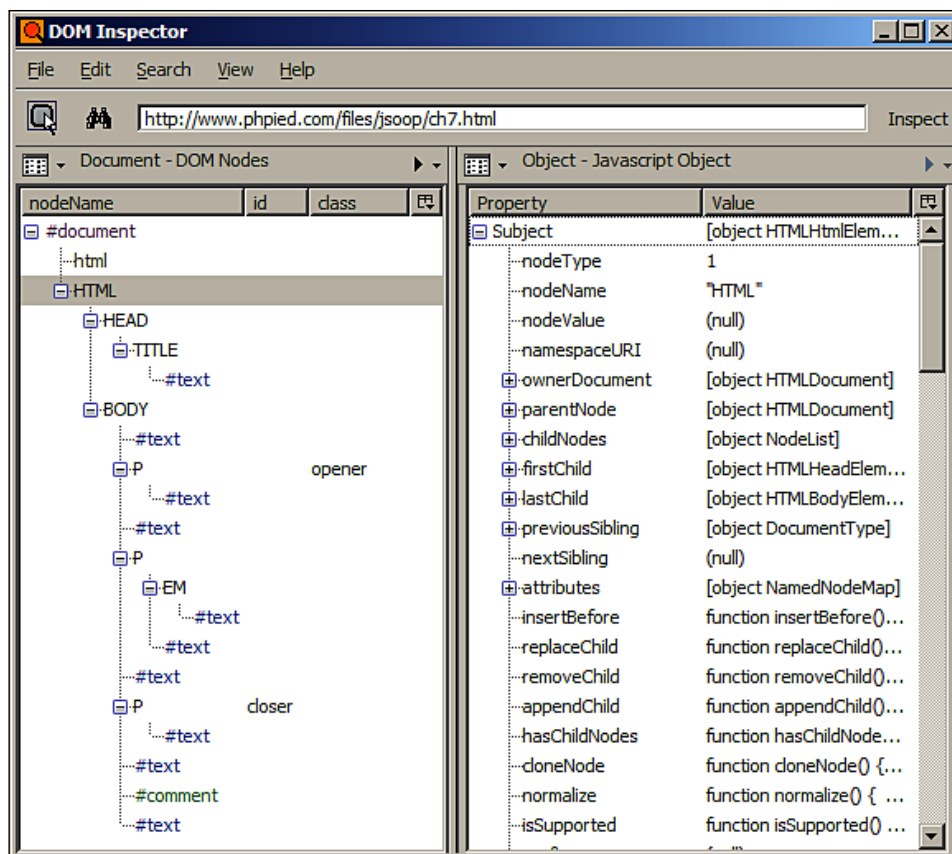 DOM Inspector
File Edit Search View Help
http://www.phpied.com/files/jsoop/ch7.html Inspect
Document - DOM Nodes
nodeName id class
#document
html
HTML
HEAD
TITLE
#text
BODY
#text
P opener
#text
#text
P
EM
#text
#text
#text
P closer
#text
#text
#comment
#text
Object - Javascript Object
Property Value
Subject [object HTMLHtmlElem...
nodeType 1
nodeName "HTML"
nodeValue (null)
namespaceURI (null)
ownerDocument [object HTMLDocument]
parentNode [object HTMLDocument]
childNodes [object NodeList]
firstChild [object HTMLHeadElem...
lastChild [object HTMLBodyElem...
previousSibling [object DocumentType]
nextSibling (null)
attributes [object NamedNodeMap]
insertBefore function insertBefore()...
replaceChild function replaceChild()...
removeChild function removeChild()...
appendChild function appendChild()...
hasChildNodes function hasChildNode...
cloneNode function cloneNode() {...
normalize function normalize() { ...
isSupported function isSupported() ...